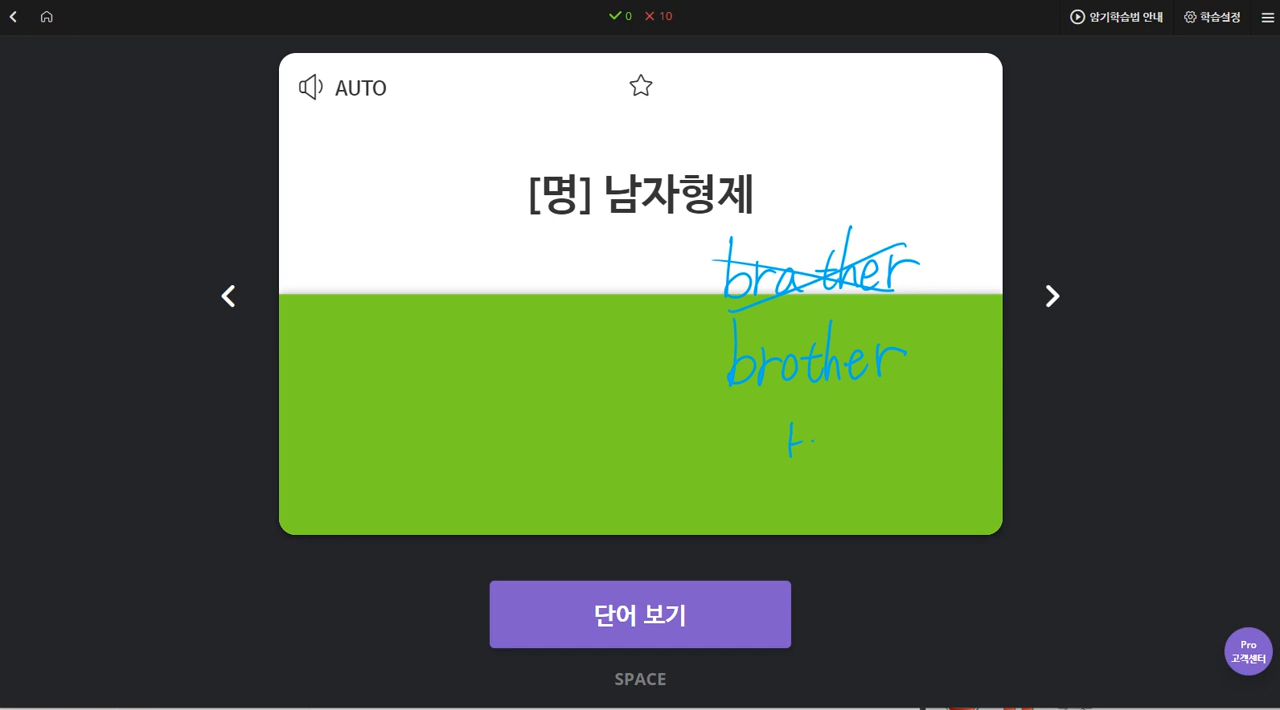 0 10 암기학습법 안내 학습설정
AUTO
[명] 남자형제
brather
brother
단어 보기
SPACE
Pro
고객센터